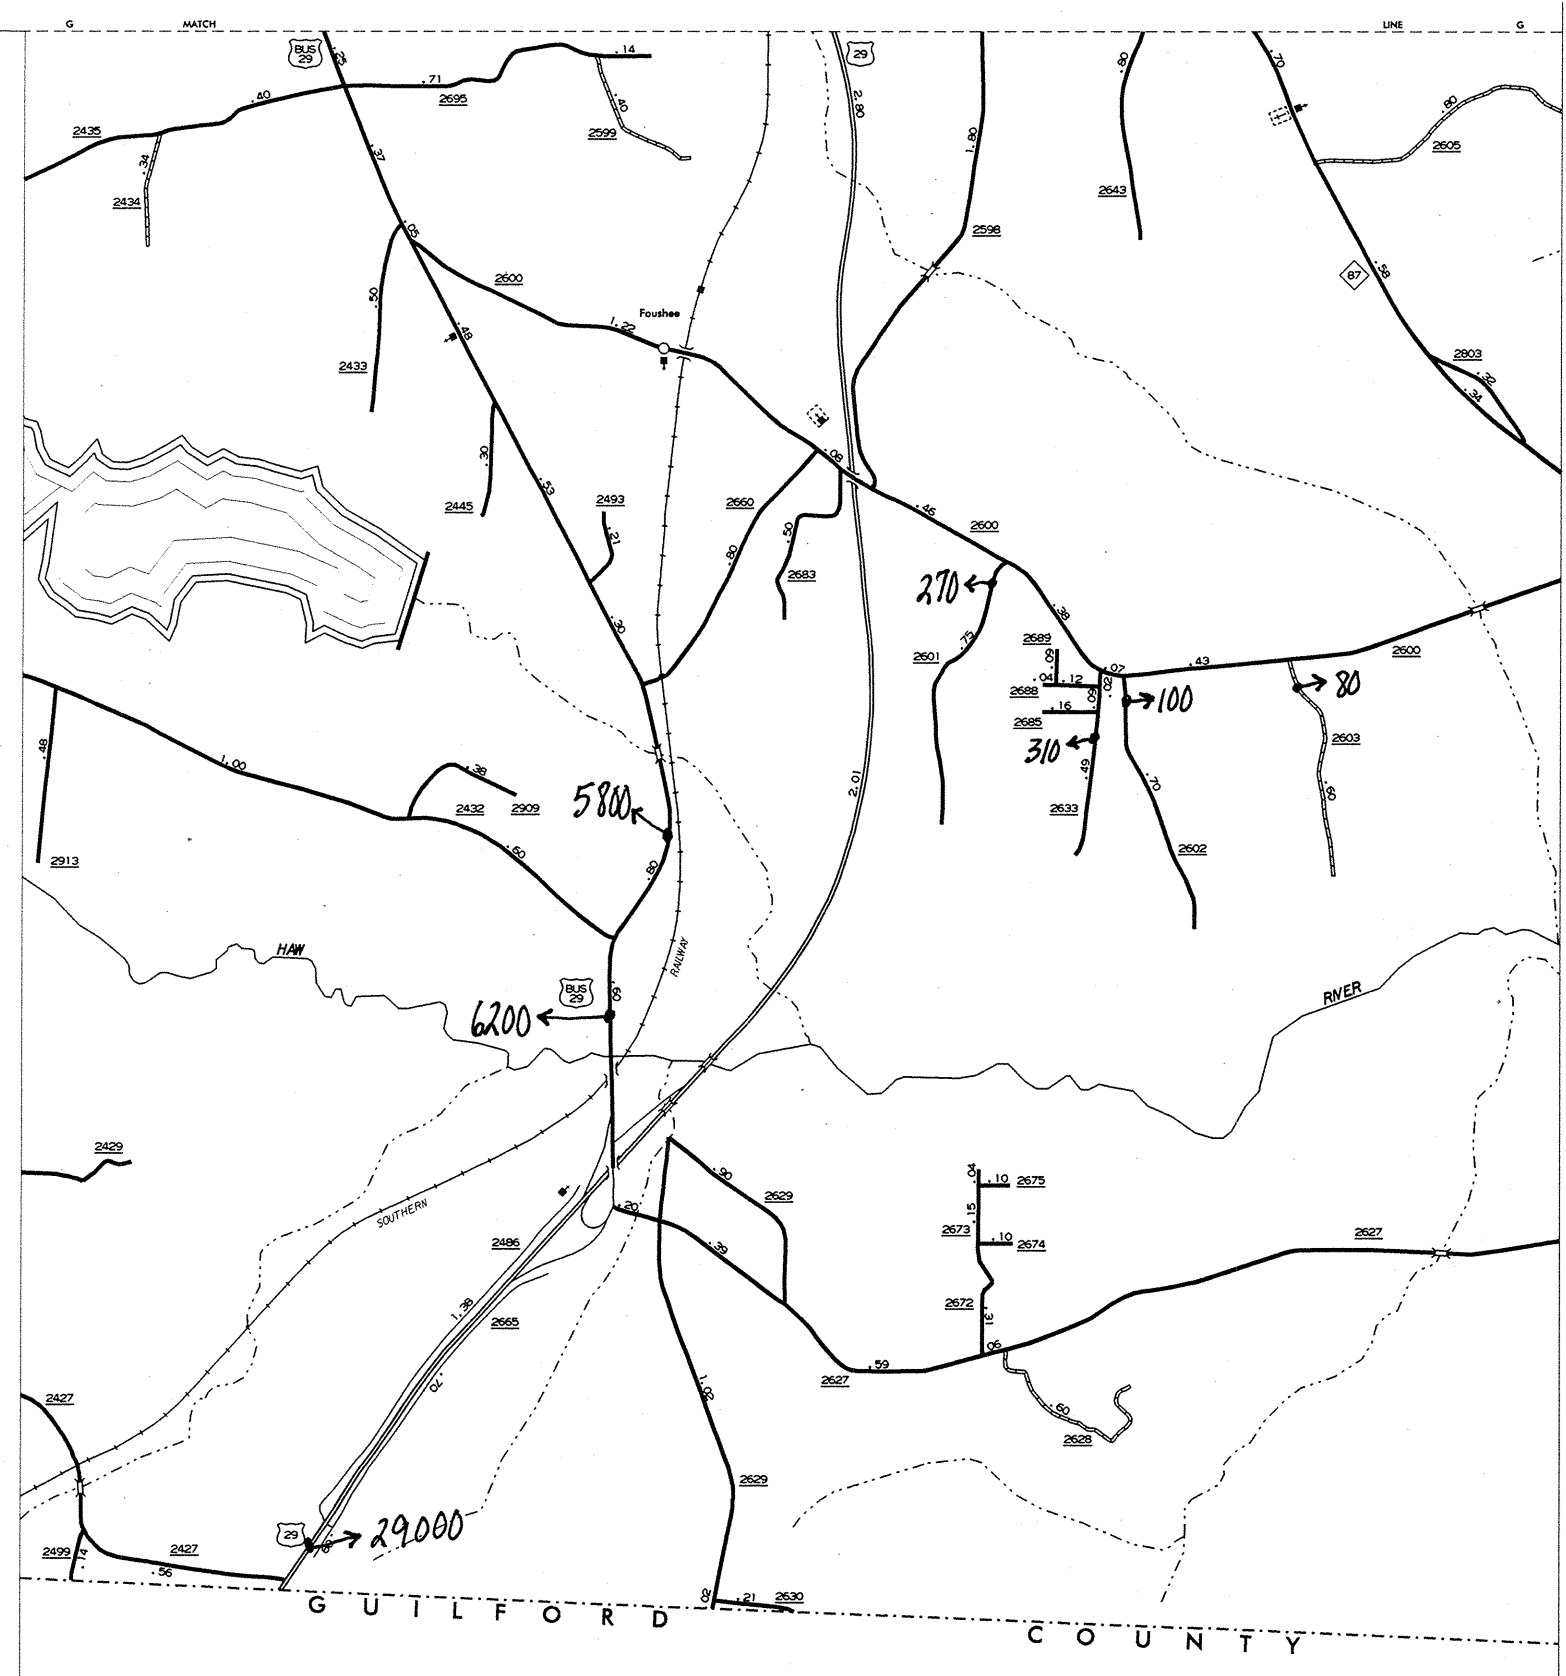 G MATCH LINE G
BUS 29 .25 .14 29 .80 .70
.71 2.80 .80
.40 2695 .40
2435 2599 1.80 2605
.34 .37
2434 2643
.05 2598
2600 .58 87
.50 Foushee
.48 1.22
2433 2803
.32
.34
.08
.30 .53
2445 2493 2660 .46 2600
.21 .50
.80 2683 270
.30 .38
.75 2689
2601 .09 .07 .43 2600
.04 .12 .02 80
2688 .09 100
.16
2685
.48 310 2603
1.00 2.01 .49 .70
.38 .60
2432 2909 5800 2633
.60 2602
2913 .80
HAW RAILWAY
BUS 29 .60 RIVER
6200
2429
.90 .04 .10 2675
SOUTHERN .20 2629 .15
2673 .10 2674 2627
2486 .39
1.38 2672 .31
2665 .06
.70 .59
2627
2427 1.02 .60
2628
2629
29 29,000
2499 .14 2427
.56
.02 .21 2630
GUILFORD COUNTY